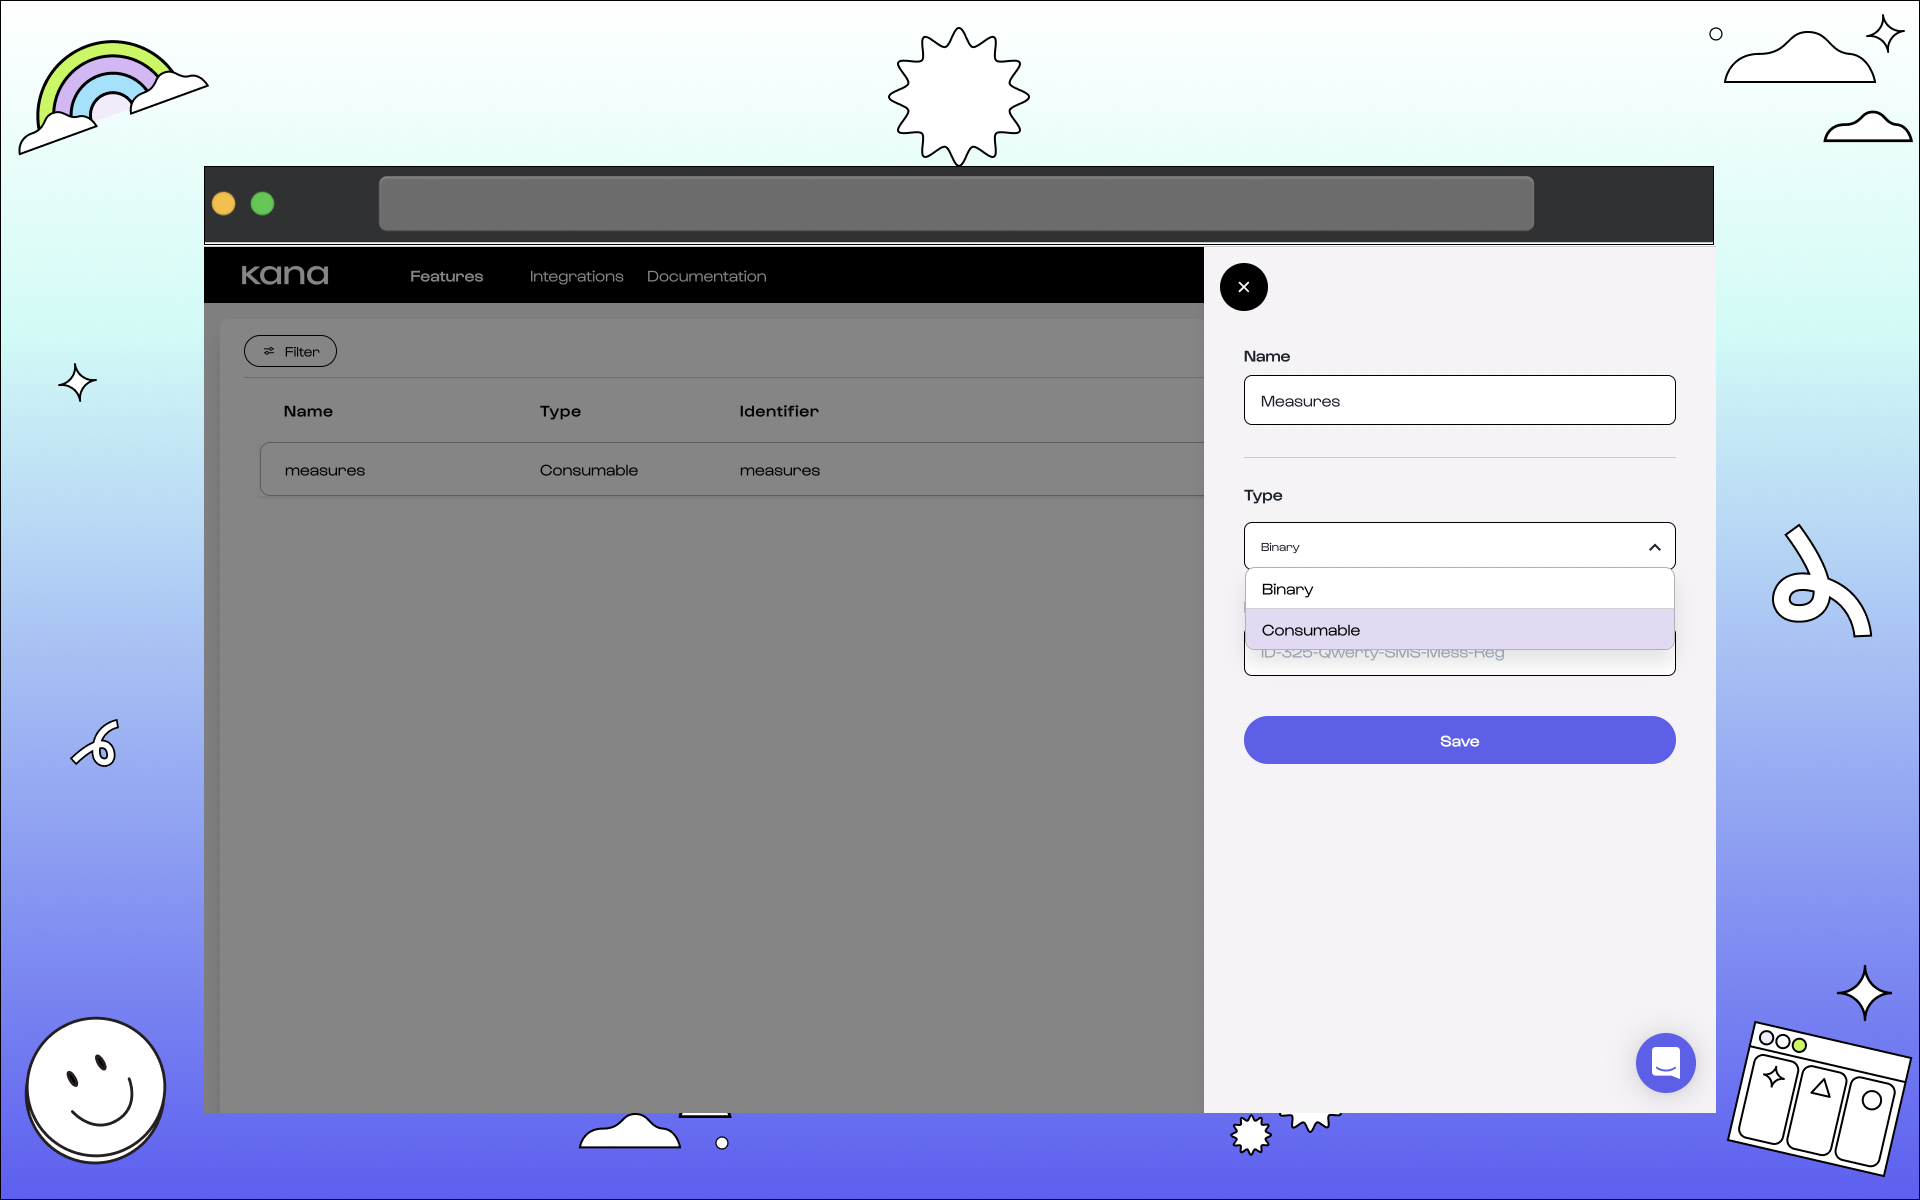 kana
Features
Integrations
Documentation
Filter
Name
Type
Identifier
measures
Consumable
measures
Name
Measures
Type
Binary
Binary
Consumable
ID-325-Qwerty-SMS-Mess-Reg
Save